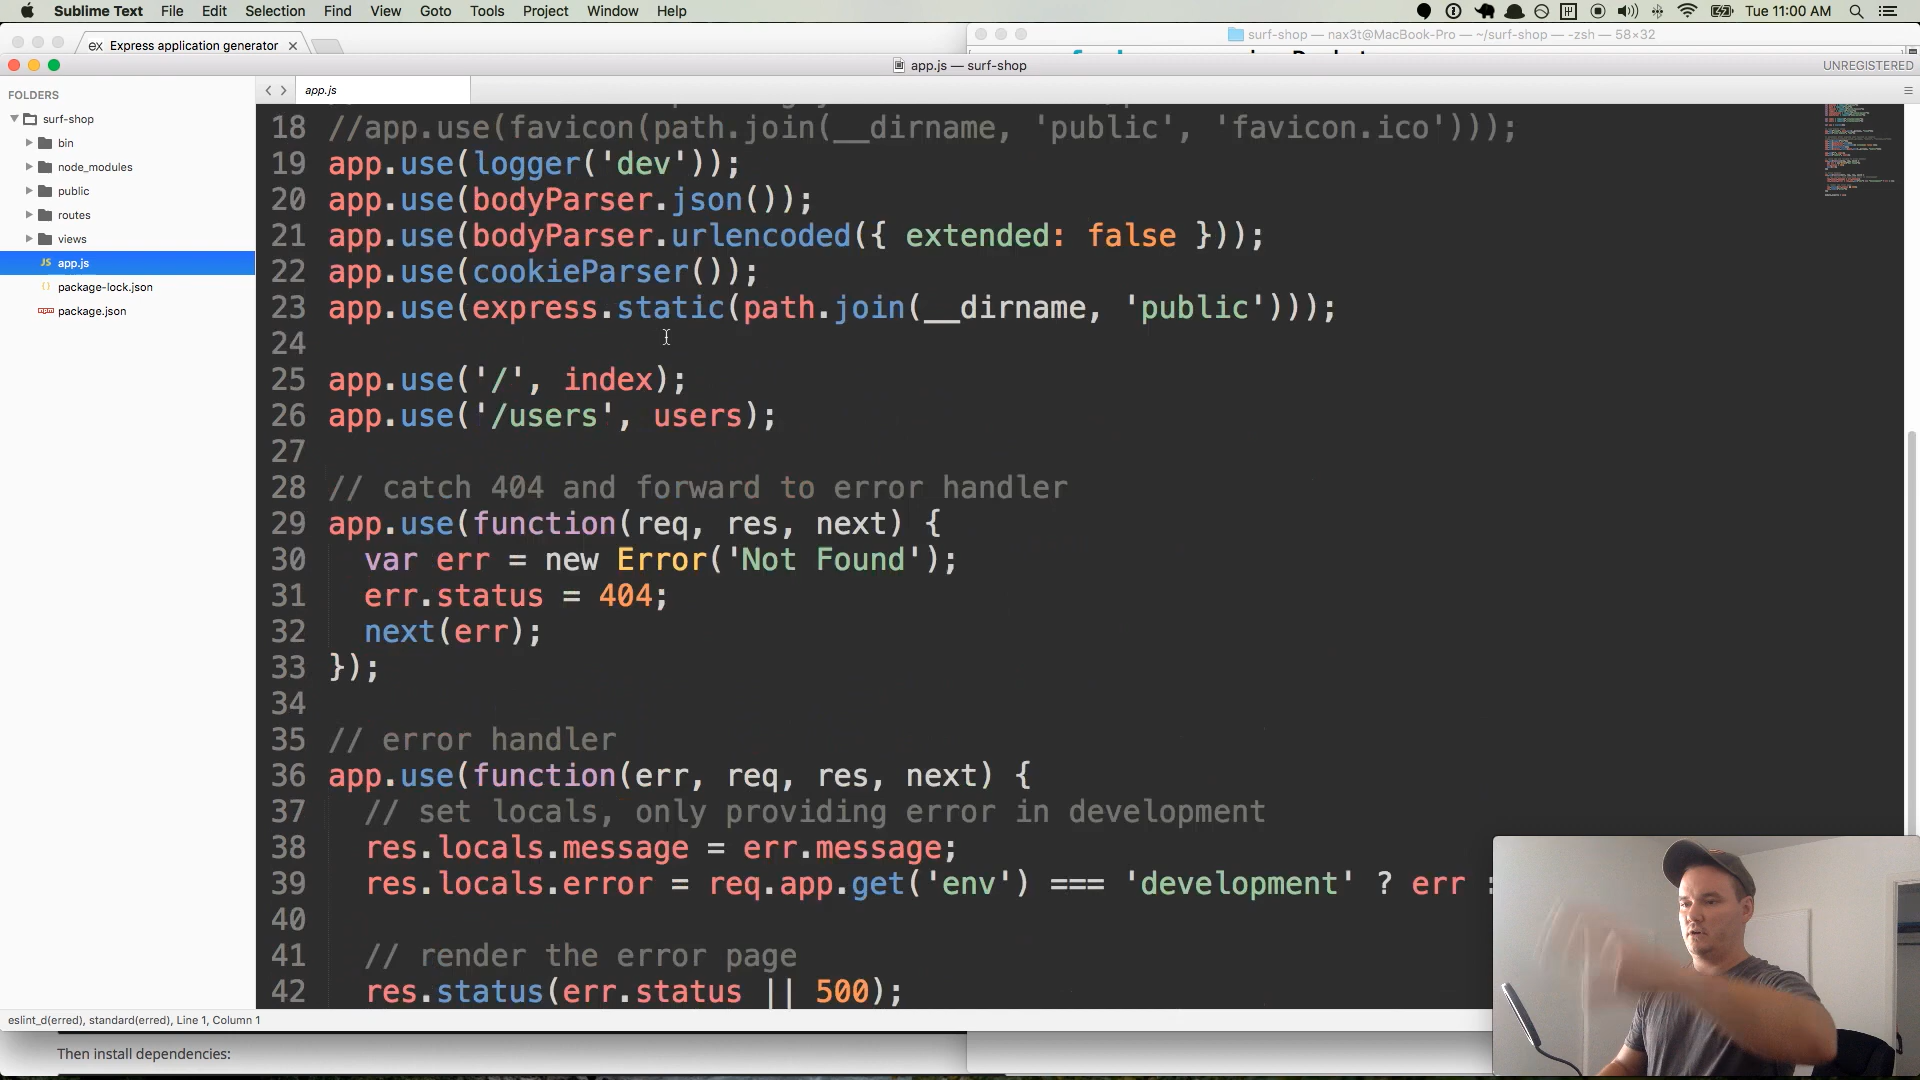 Sublime Text File Edit Selection Find View Goto Tools Project Window Help Tue 11:00 AM
ex Express application generator
surf-shop — nax3t@MacBook-Pro — ~/surf-shop — -zsh — 58×32
app.js — surf-shop
UNREGISTERED
FOLDERS
surf-shop
bin
node_modules
public
routes
views
JS app.js
package-lock.json
package.json
app.js
18 //app.use(favicon(path.join(__dirname, 'public', 'favicon.ico')));
19 app.use(logger('dev'));
20 app.use(bodyParser.json());
21 app.use(bodyParser.urlencoded({ extended: false }));
22 app.use(cookieParser());
23 app.use(express.static(path.join(__dirname, 'public')));
24
25 app.use('/', index);
26 app.use('/users', users);
27
28 // catch 404 and forward to error handler
29 app.use(function(req, res, next) {
30 var err = new Error('Not Found');
31 err.status = 404;
32 next(err);
33 });
34
35 // error handler
36 app.use(function(err, req, res, next) {
37 // set locals, only providing error in development
38 res.locals.message = err.message;
39 res.locals.error = req.app.get('env') === 'development' ? err :
40
41 // render the error page
42 res.status(err.status || 500);
eslint_d(erred), standard(erred), Line 1, Column 1
Then install dependencies: